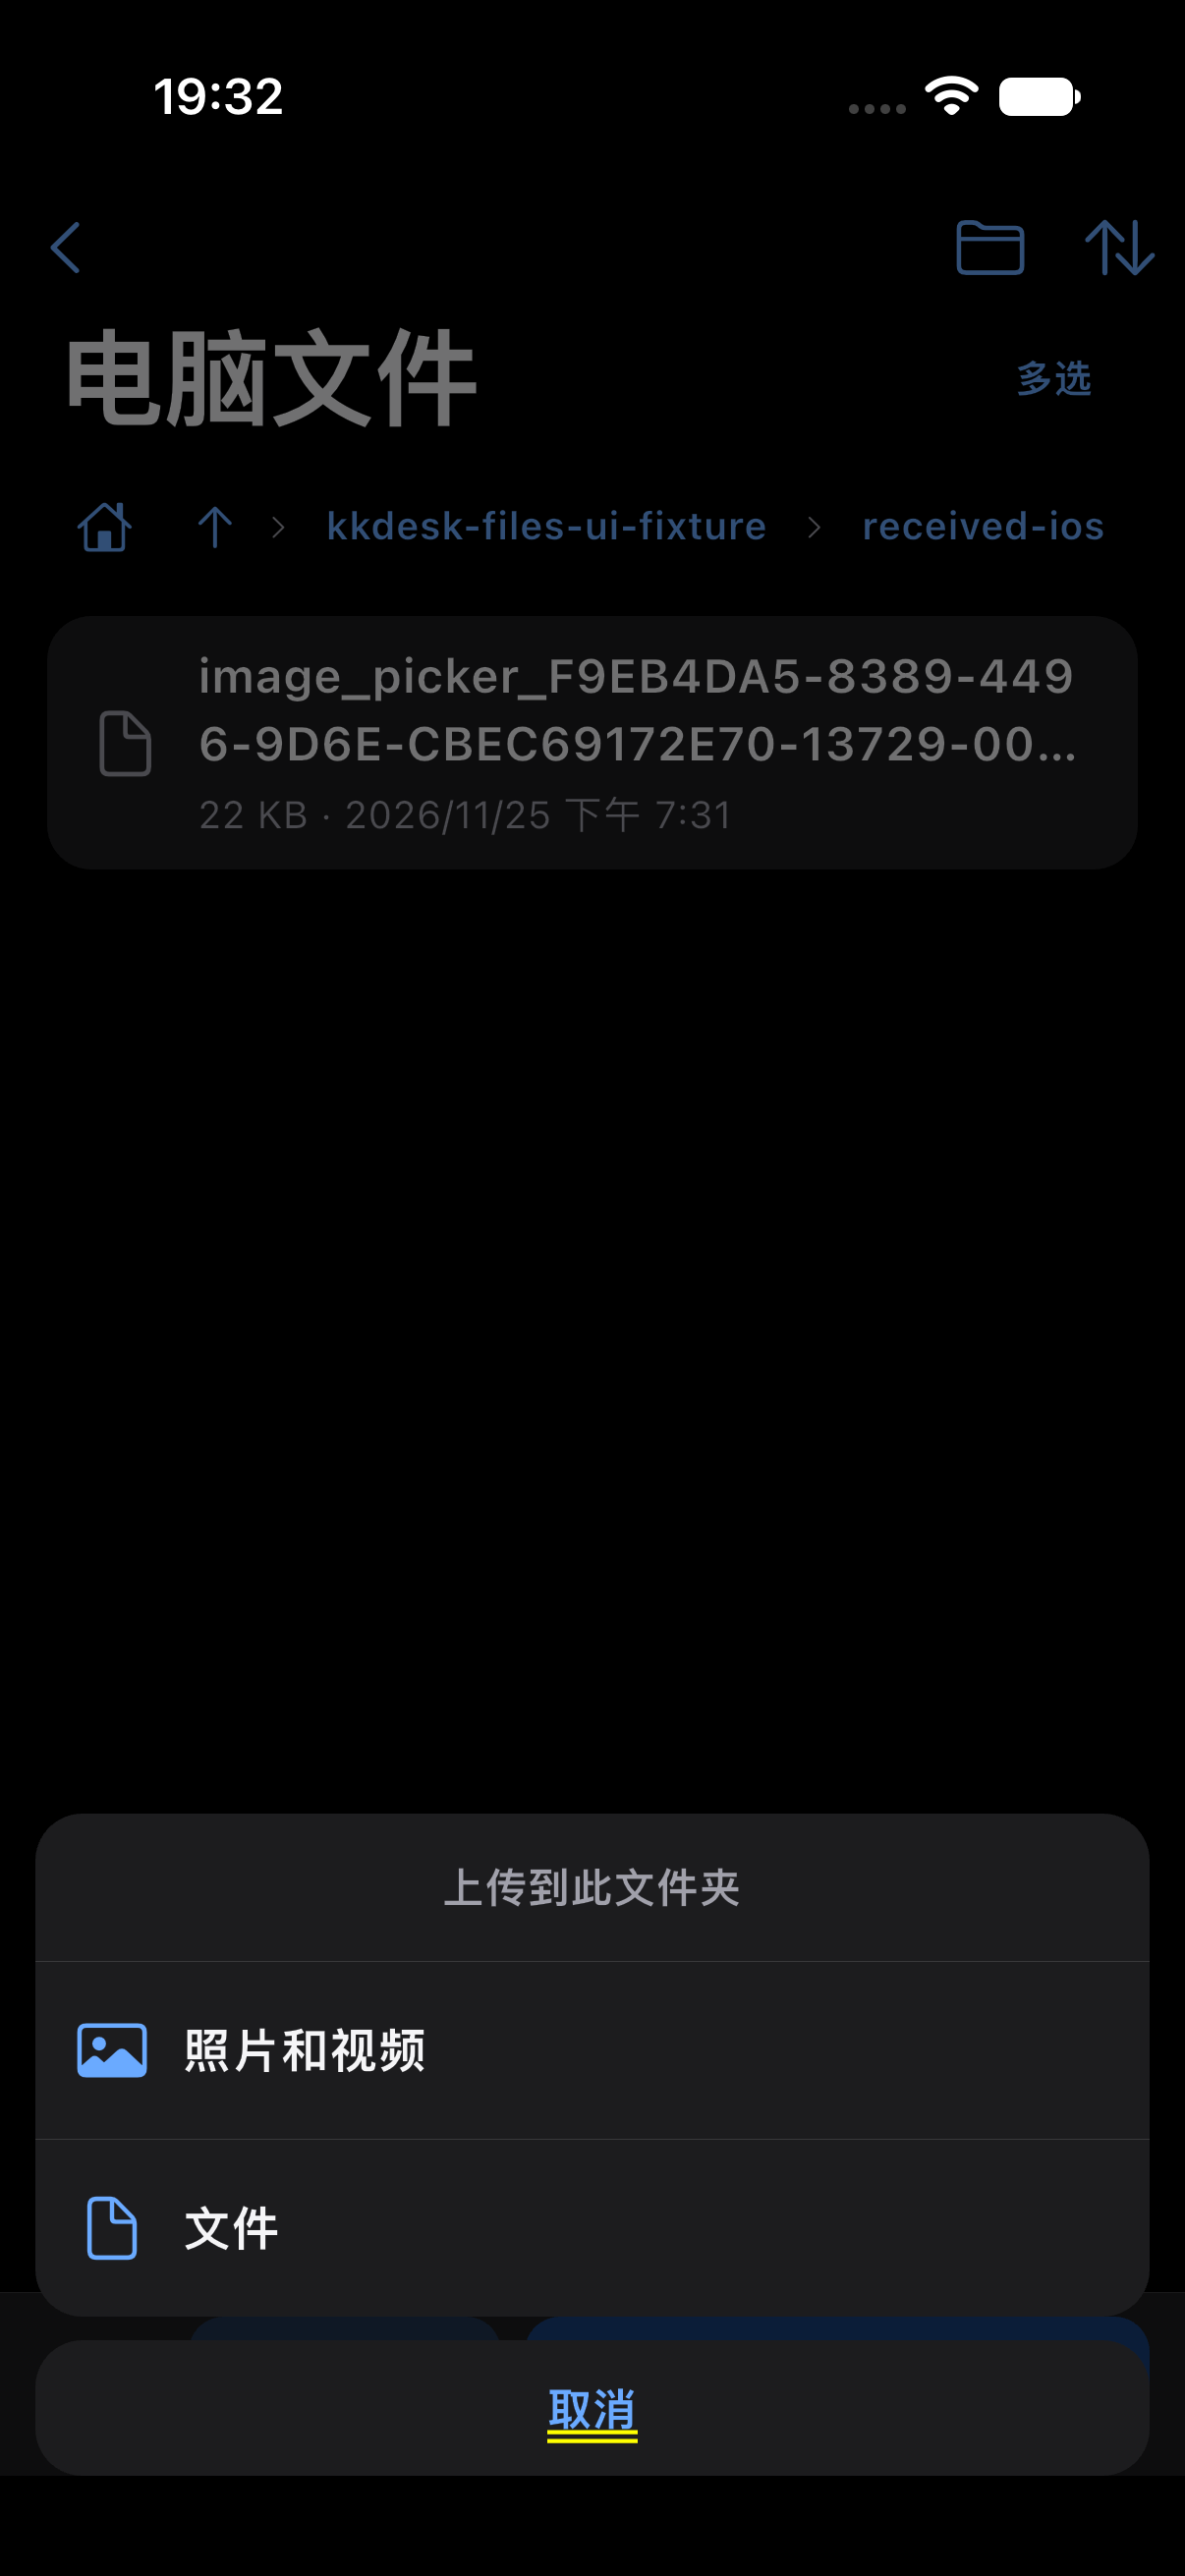 19:32
电脑文件
多选
kkdesk-files-ui-fixture
received-ios
image_picker_F9EB4DA5-8389-449
6-9D6E-CBEC69172E70-13729-00...
22 KB · 2026/11/25 下午 7:31
上传到此文件夹
照片和视频
文件
取消